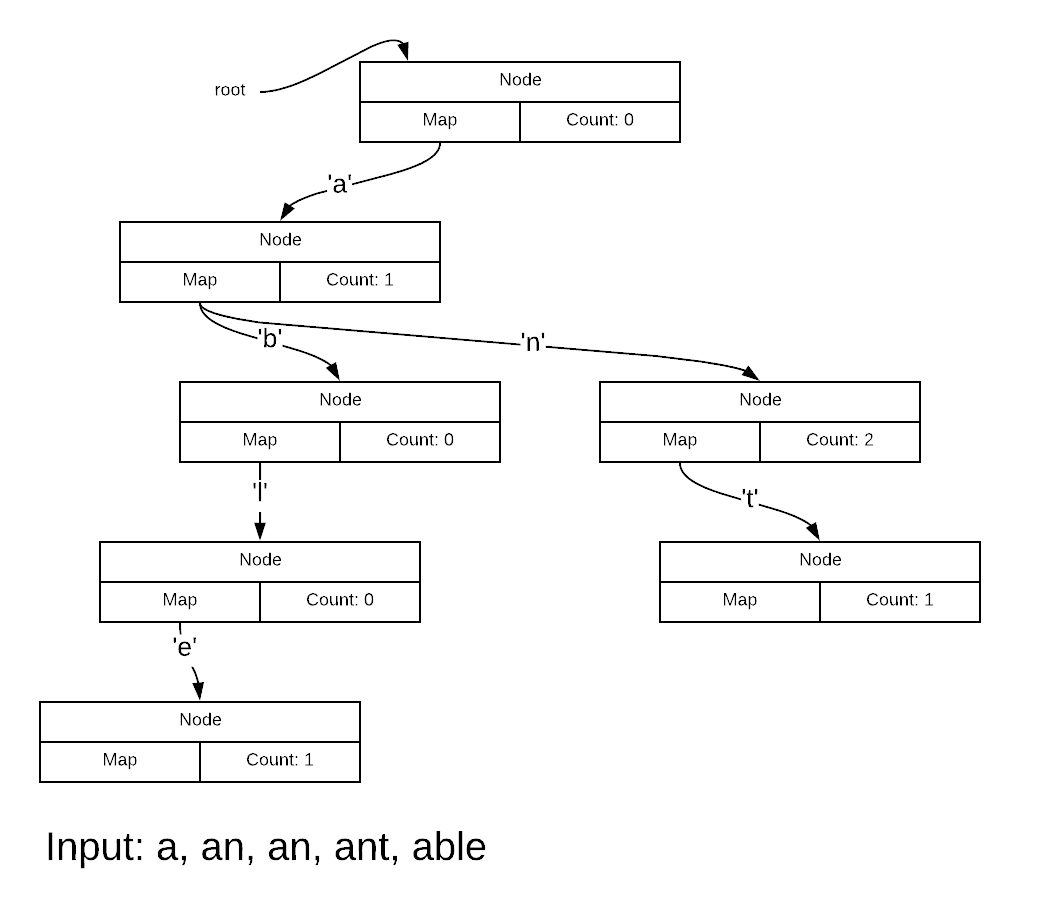 root
Node
Map Count: 0
'a'
Node
Map Count: 1
'b' 'n'
Node Node
Map Count: 0 Map Count: 2
'l' 't'
Node Node
Map Count: 0 Map Count: 1
'e'
Node
Map Count: 1
Input: a, an, an, ant, able